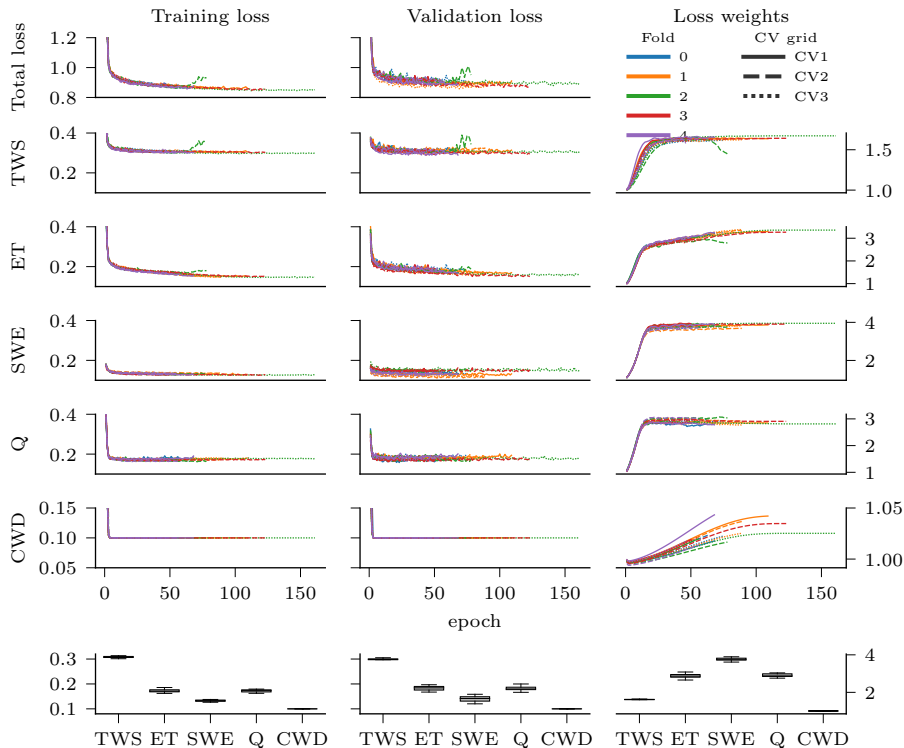 Training loss Validation loss Loss weights
Fold CV grid
0 CV1
1 CV2
2 CV3
3
4
Total loss
1.2
1.0
0.8
TWS
0.4
0.2
1.5
1.0
ET
0.4
0.2
3
2
1
SWE
0.4
0.2
4
2
Q
0.4
0.2
3
2
1
CWD
0.15
0.10
0.05
1.05
1.00
0 50 100 150 0 50 100 150 0 50 100 150
epoch
0.3
0.2
0.1
4
2
TWS ET SWE Q CWD TWS ET SWE Q CWD TWS ET SWE Q CWD